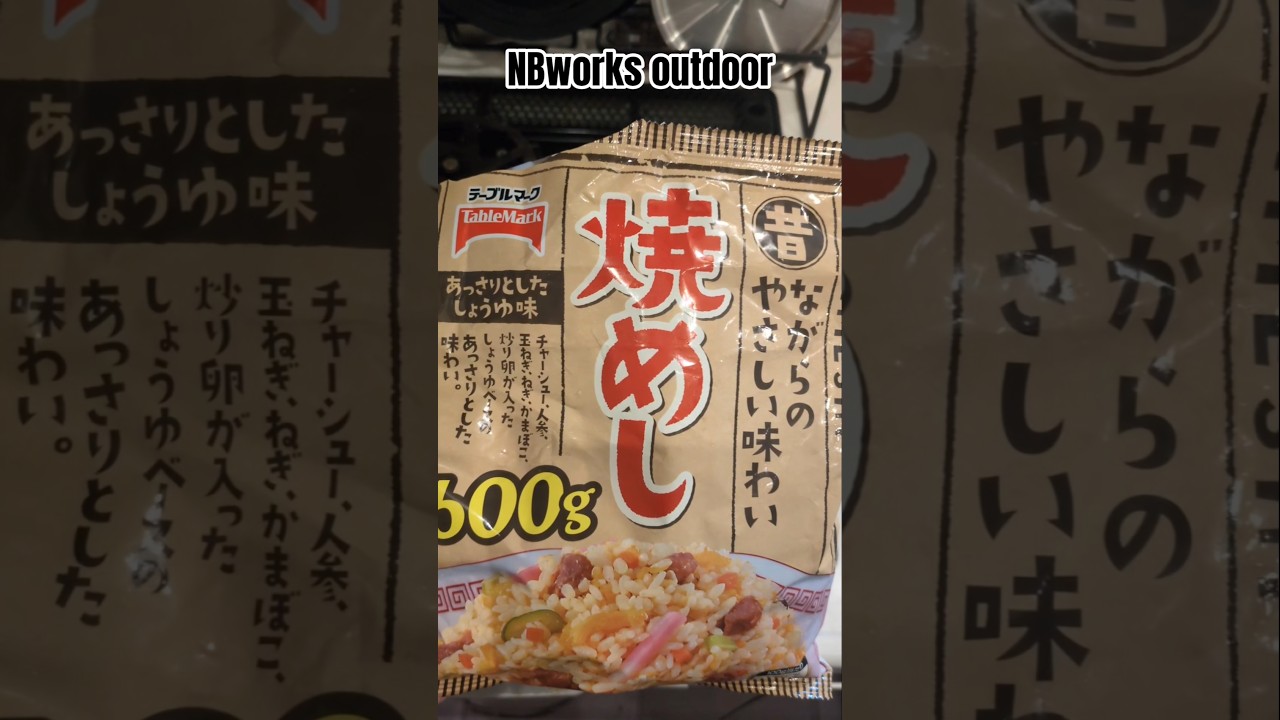 NBworks outdoor
テーブルマーク
TableMark
あっさりとした
しょうゆ味
焼めし
昔
ながらの
やさしい味わい
チャーシュー、人参、
玉ねぎ、ねぎ、かまぼこ、
炒り卵が入った
しょうゆベースの
あっさりとした
味わい。
600g